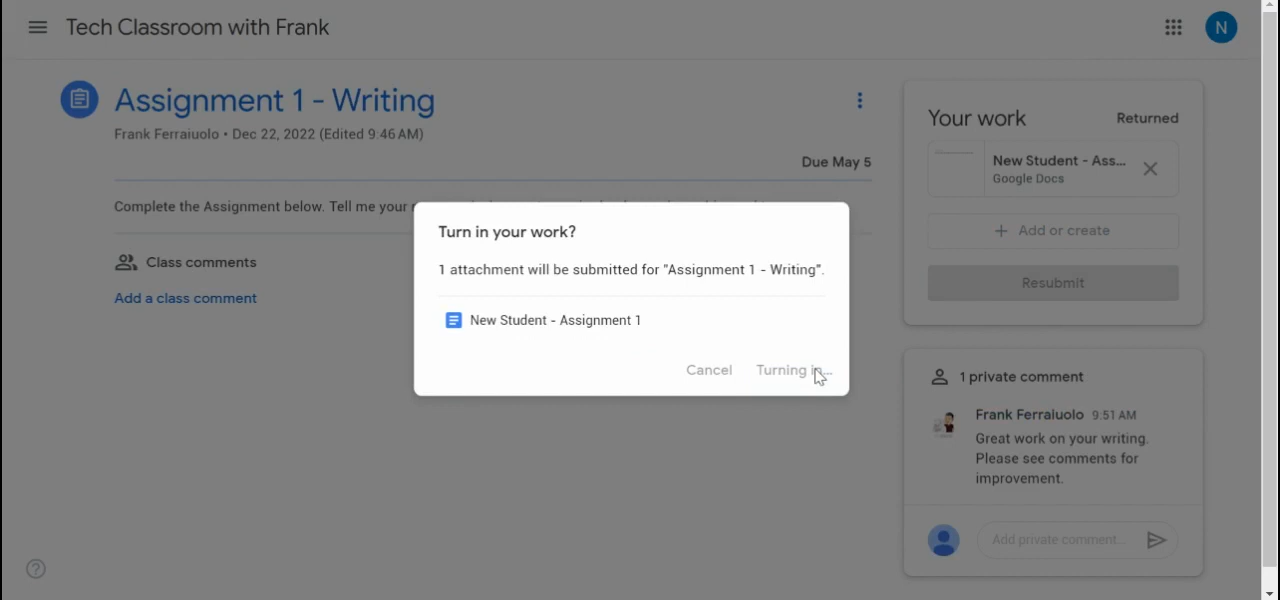 Tech Classroom with Frank
N
Assignment 1 - Writing
Frank Ferraiuolo • Dec 22, 2022 (Edited 9:46 AM)
Due May 5
Complete the Assignment below. Tell me your
Class comments
Add a class comment
Turn in your work?
1 attachment will be submitted for "Assignment 1 - Writing".
New Student - Assignment 1
Cancel
Turning in...
Your work
Returned
New Student - Ass...
Google Docs
+ Add or create
Resubmit
1 private comment
Frank Ferraiuolo 9:51 AM
Great work on your writing.
Please see comments for
improvement.
Add private comment...
?